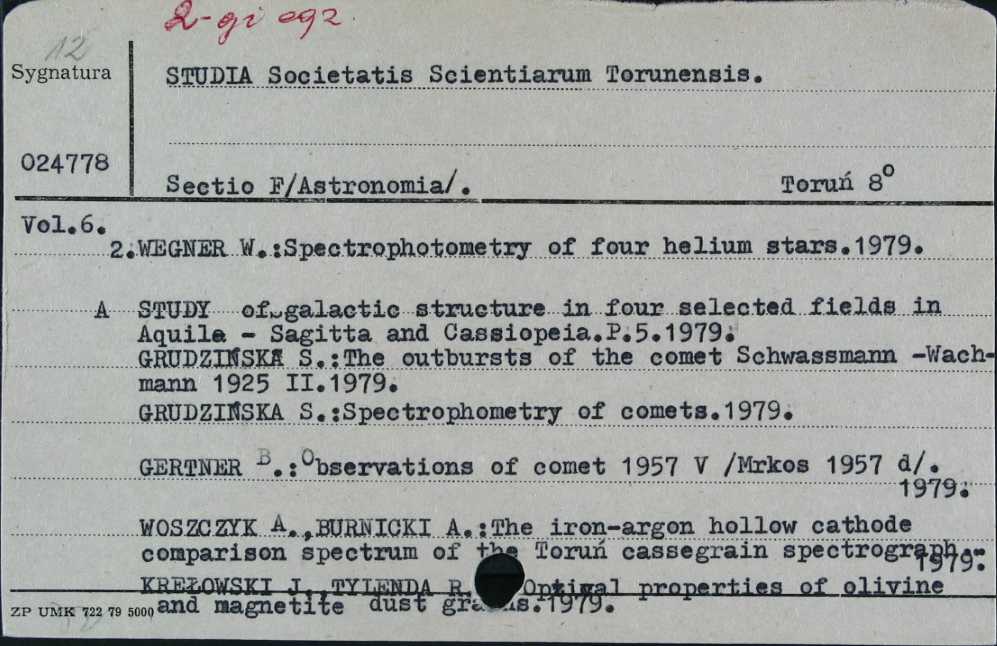 2-gi egz.
12
Sygnatura
STUDIA Societatis Scientiarum Torunensis.
024778
Sectio F/Astronomia/. Toruń 8°
Vol.6.
2.WEGNER W.:Spectrophotometry of four helium stars.1979.
A STUDY of galactic structure in four selected fields in
Aquila - Sagitta and Cassiopeia.P.5.1979.
GRUDZIŃSKA S.:The outbursts of the comet Schwassmann -Wach-
mann 1925 II.1979.
GRUDZIŃSKA S.:Spectrophometry of comets.1979.
GERTNER B.:Observations of comet 1957 V /Mrkos 1957 d/.
1979.
WOSZCZYK A.,BURNICKI A.:The iron-argon hollow cathode
comparison spectrum of the Toruń cassegrain spectrograph.-
1979.
KREŁOWSKI J.,TYLENDA R. Optival properties of olivine
and magnetite dust grains.1979.
ZP UMK 722 79 5000